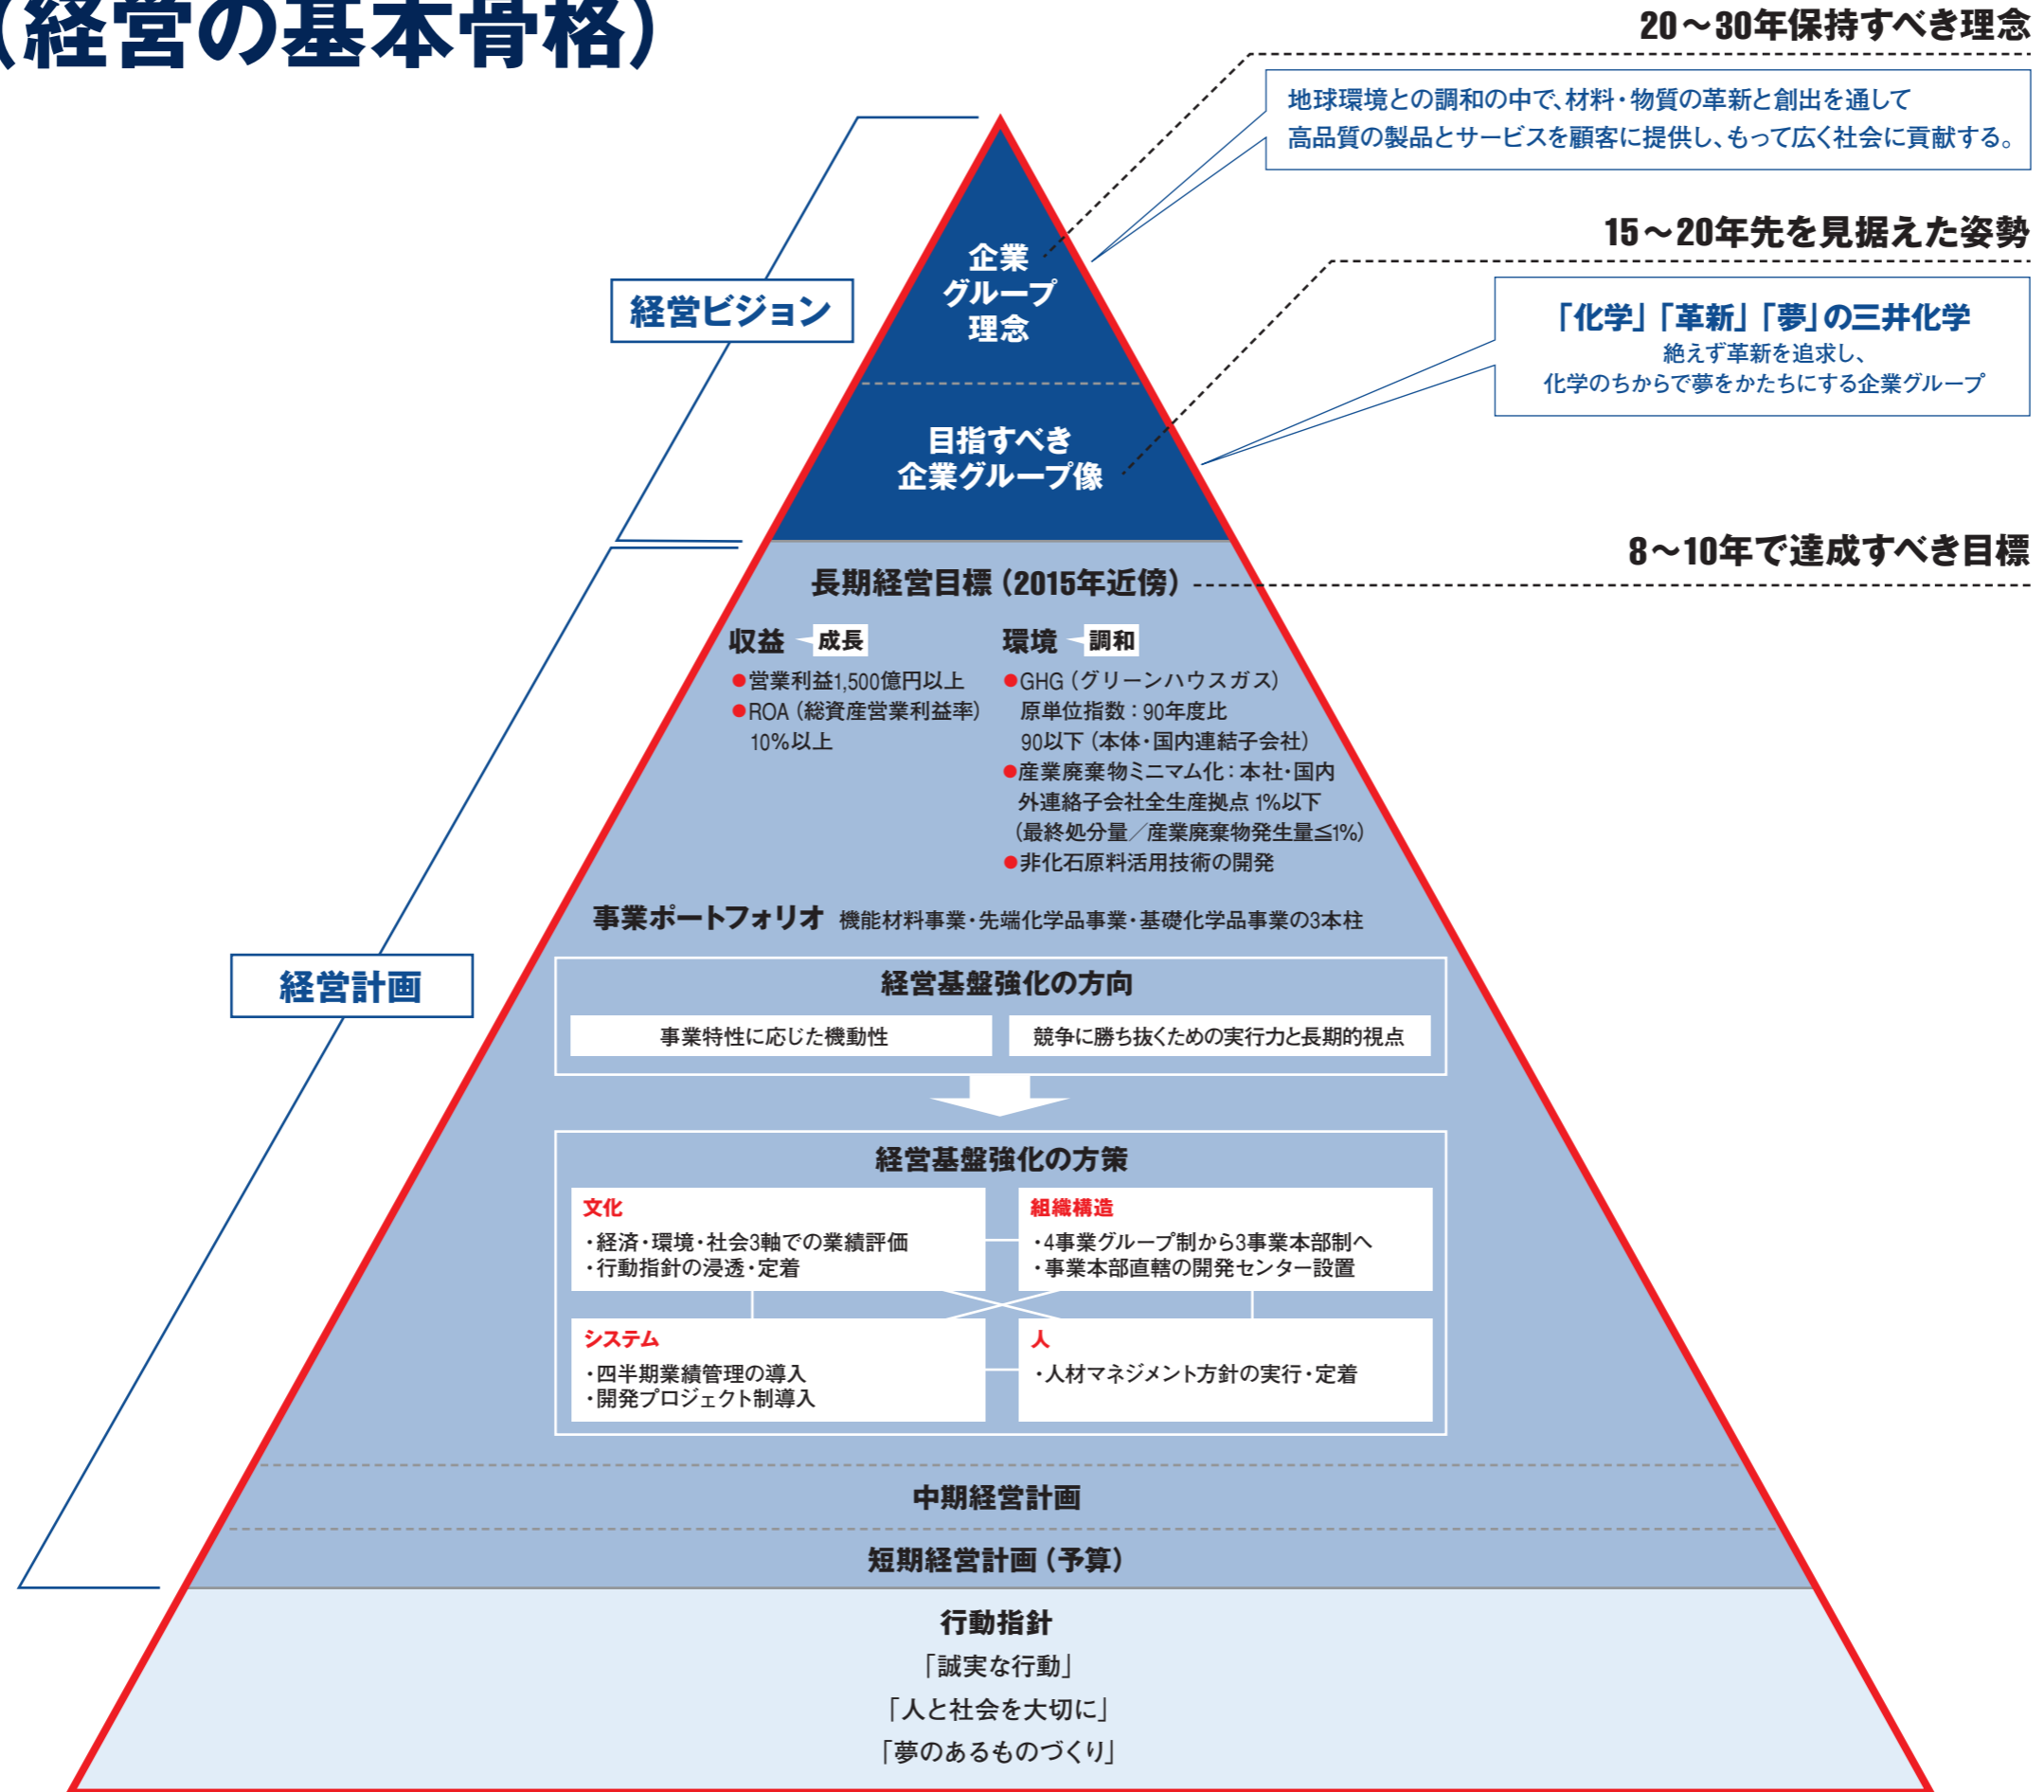 （経営の基本骨格）
20〜30年保持すべき理念
地球環境との調和の中で、材料・物質の革新と創出を通して
高品質の製品とサービスを顧客に提供し、もって広く社会に貢献する。
15〜20年先を見据えた姿勢
「化学」「革新」「夢」の三井化学
絶えず革新を追求し、
化学のちからで夢をかたちにする企業グループ
8〜10年で達成すべき目標
経営ビジョン
企業
グループ
理念
目指すべき
企業グループ像
経営計画
長期経営目標（2015年近傍）
収益 成長
●営業利益1,500億円以上
●ROA（総資産営業利益率）
10%以上
環境 調和
●GHG（グリーンハウスガス）
原単位指数：90年度比
90以下（本体・国内連結子会社）
●産業廃棄物ミニマム化：本社・国内
外連絡子会社全生産拠点 1%以下
（最終処分量／産業廃棄物発生量≦1%）
●非化石原料活用技術の開発
事業ポートフォリオ 機能材料事業・先端化学品事業・基礎化学品事業の3本柱
経営基盤強化の方向
事業特性に応じた機動性
競争に勝ち抜くための実行力と長期的視点
経営基盤強化の方策
文化
・経済・環境・社会3軸での業績評価
・行動指針の浸透・定着
組織構造
・4事業グループ制から3事業本部制へ
・事業本部直轄の開発センター設置
システム
・四半期業績管理の導入
・開発プロジェクト制導入
人
・人材マネジメント方針の実行・定着
中期経営計画
短期経営計画（予算）
行動指針
「誠実な行動」
「人と社会を大切に」
「夢のあるものづくり」